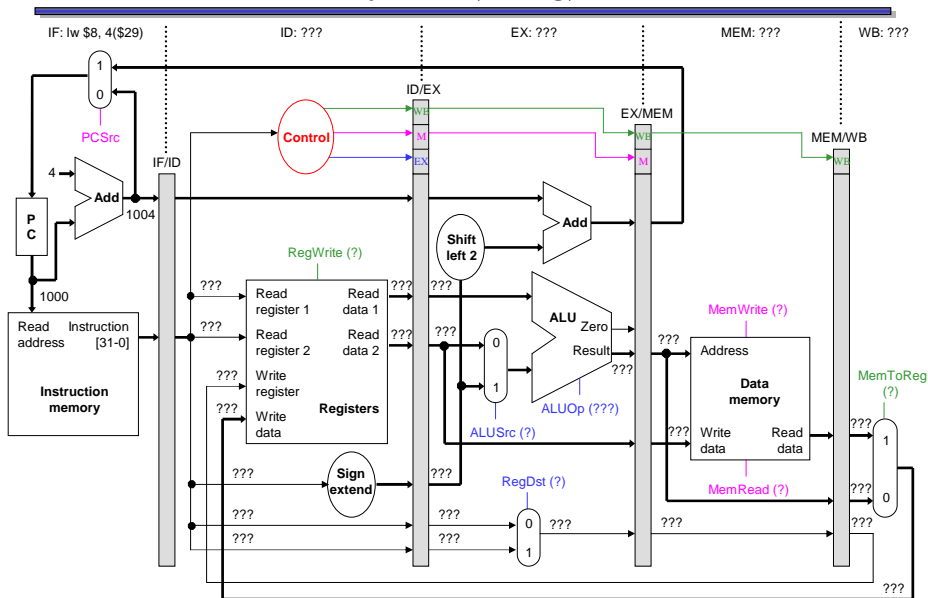 IF: lw $8, 4($29)
ID: ???
EX: ???
MEM: ???
WB: ???
1
0
PCSrc
4
Add
1004
P
C
1000
Read
address
Instruction
[31-0]
Instruction
memory
IF/ID
Control
ID/EX
WB
M
EX
EX/MEM
WB
M
MEM/WB
WB
Shift
left 2
Add
RegWrite (?)
???
???
???
???
Read
register 1
Read
data 1
Read
register 2
Read
data 2
Write
register
Write
data
Registers
???
???
???
???
0
1
ALUSrc (?)
ALU
Zero
Result
???
ALUOp (???)
MemWrite (?)
???
Address
Data
memory
???
Write
data
Read
data
MemRead (?)
MemToReg
(?)
???
???
1
0
???
Sign
extend
???
???
???
RegDst (?)
???
???
0
1
???
???
???
???